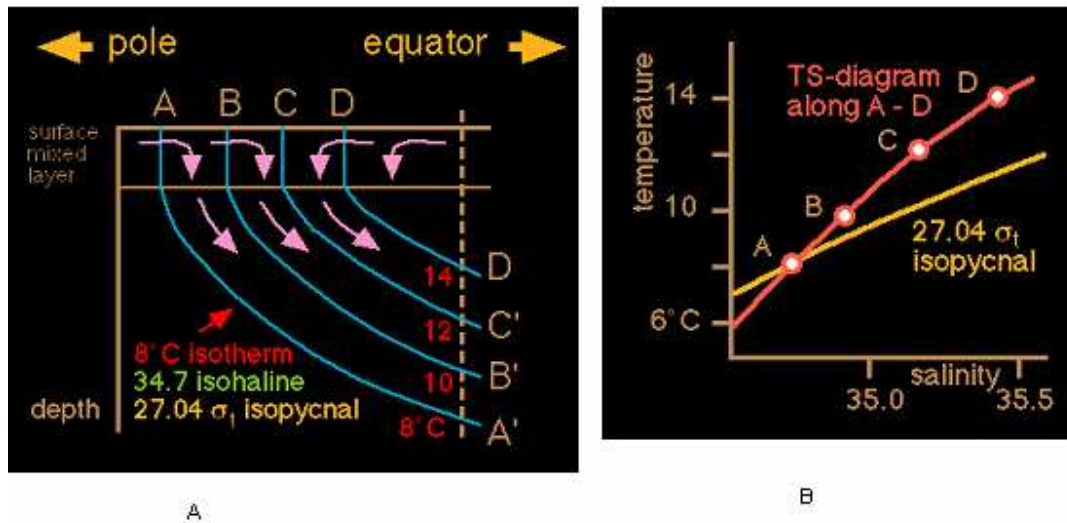 pole equator
A B C D
surface
mixed
layer
14 D
12 C'
10 B'
8°C A'
8°C isotherm
34.7 isohaline
27.04 σt isopycnal
depth
A
temperature
14
10
6°C
TS-diagram
along A - D
D
C
B
A
27.04 σt
isopycnal
salinity
35.0 35.5
B